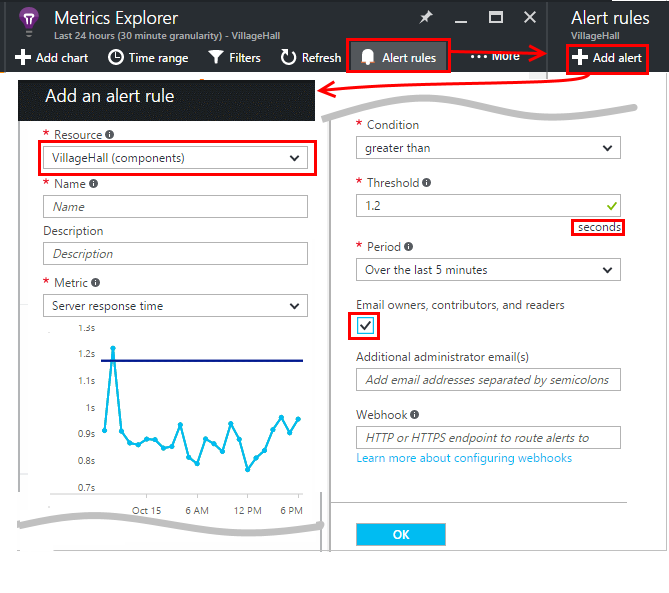 Metrics Explorer
Last 24 hours (30 minute granularity) - VillageHall
Alert rules
VillageHall
Add chart
Time range
Filters
Refresh
Alert rules
More
Add alert
Add an alert rule
* Resource
VillageHall (components)
* Name
Name
Description
Description
* Metric
Server response time
1.3s
1.2s
1.1s
1s
0.9s
0.8s
0.7s
Oct 15
6 AM
12 PM
6 PM
* Condition
greater than
* Threshold
1.2
seconds
* Period
Over the last 5 minutes
Email owners, contributors, and readers
Additional administrator email(s)
Add email addresses separated by semicolons
Webhook
HTTP or HTTPS endpoint to route alerts to
Learn more about configuring webhooks
OK